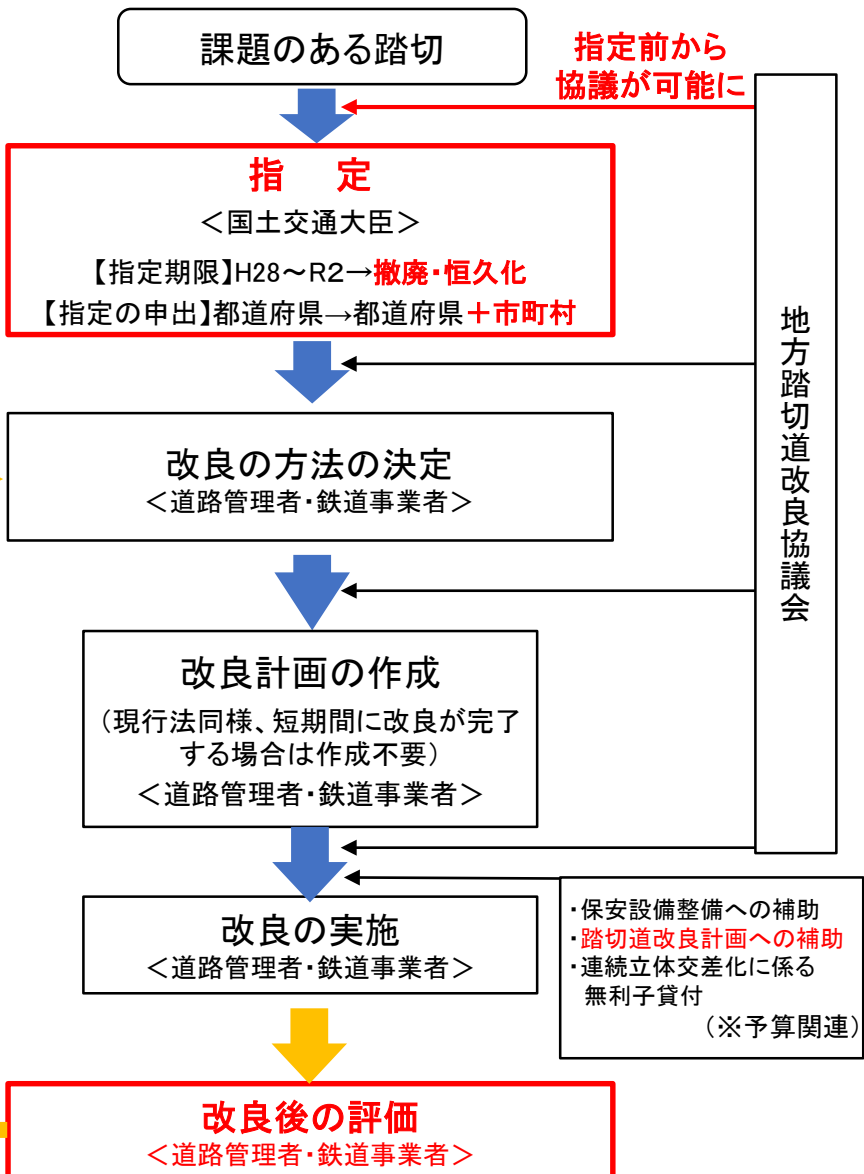 課題のある踏切
指定前から
協議が可能に
指　定
＜国土交通大臣＞
【指定期限】H28～R2→撤廃・恒久化
【指定の申出】都道府県→都道府県＋市町村
改良の方法の決定
＜道路管理者・鉄道事業者＞
改良計画の作成
（現行法同様、短期間に改良が完了
する場合は作成不要）
＜道路管理者・鉄道事業者＞
地方踏切道改良協議会
改良の実施
＜道路管理者・鉄道事業者＞
・保安設備整備への補助
・踏切道改良計画への補助
・連続立体交差化に係る
無利子貸付
（※予算関連）
改良後の評価
＜道路管理者・鉄道事業者＞